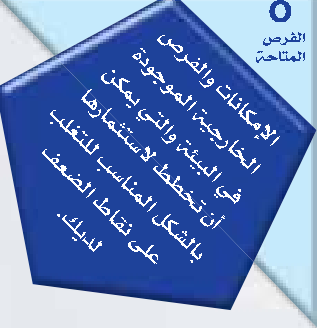 O
الفرص
المتاحة
الإمكانات والفرص
الخارجية الموجودة
في البيئة والتي يمكن
أن تخطط لاستثمارها
بالشكل المناسب للتغلب
على نقاط الضعف
لديك.